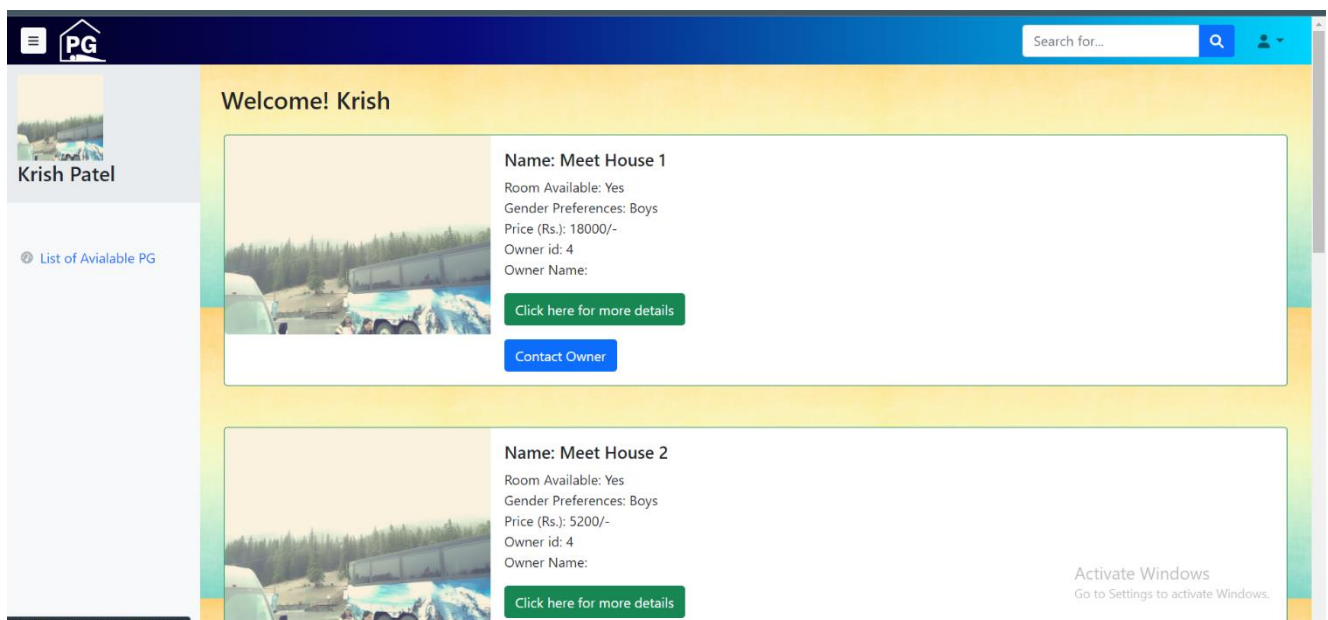 PG
Search for...
Welcome! Krish
Krish Patel
List of Avialable PG
Name: Meet House 1
Room Available: Yes
Gender Preferences: Boys
Price (Rs.): 18000/-
Owner id: 4
Owner Name:
Click here for more details
Contact Owner
Name: Meet House 2
Room Available: Yes
Gender Preferences: Boys
Price (Rs.): 5200/-
Owner id: 4
Owner Name:
Click here for more details
Activate Windows
Go to Settings to activate Windows.